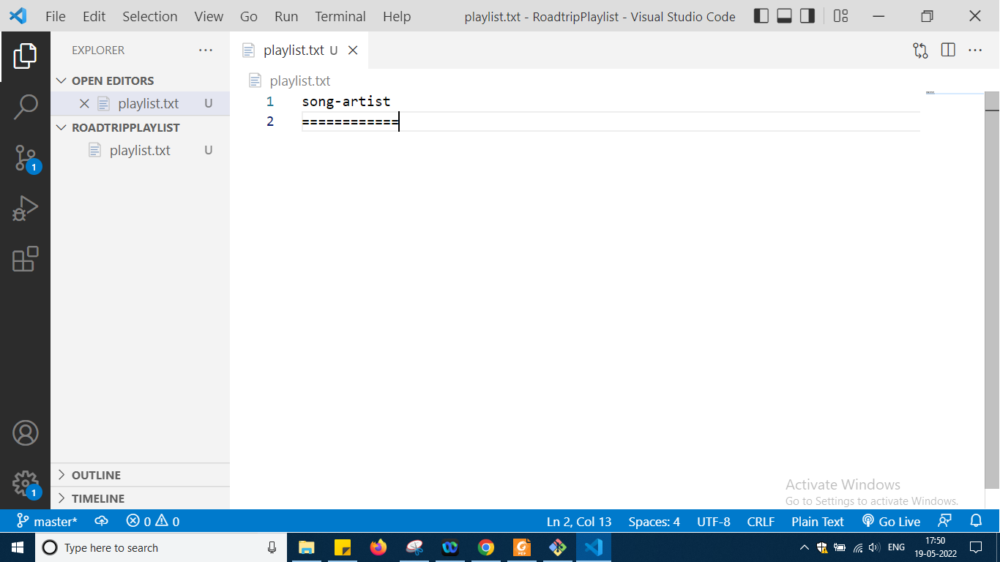 File Edit Selection View Go Run Terminal Help playlist.txt - RoadtripPlaylist - Visual Studio Code
EXPLORER
OPEN EDITORS
playlist.txt U
ROADTRIPPLAYLIST
playlist.txt U
1
1
OUTLINE
TIMELINE
playlist.txt U
playlist.txt
1 song-artist
2 ============
Activate Windows
Go to Settings to activate Windows.
master* 0 0 Ln 2, Col 13 Spaces: 4 UTF-8 CRLF Plain Text Go Live
Type here to search
PDF
ENG
17:50
19-05-2022